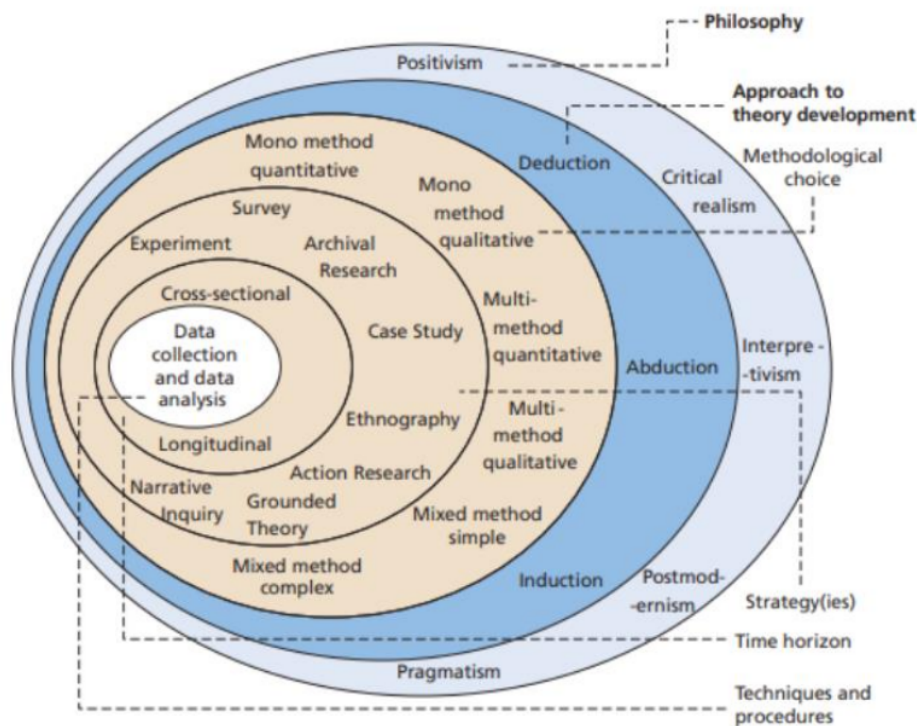 Philosophy
Positivism
Approach to
theory development
Mono method
quantitative
Deduction
Methodological
choice
Mono
method
qualitative
Critical
realism
Survey
Experiment
Archival
Research
Cross-sectional
Multi-
method
quantitative
Data
collection
and data
analysis
Case Study
Abduction
Interpre-
-tivism
Ethnography
Multi-
method
qualitative
Longitudinal
Action Research
Narrative
Inquiry
Grounded
Theory
Mixed method
simple
Mixed method
complex
Induction
Postmod-
-ernism
Strategy(ies)
Time horizon
Pragmatism
Techniques and
procedures